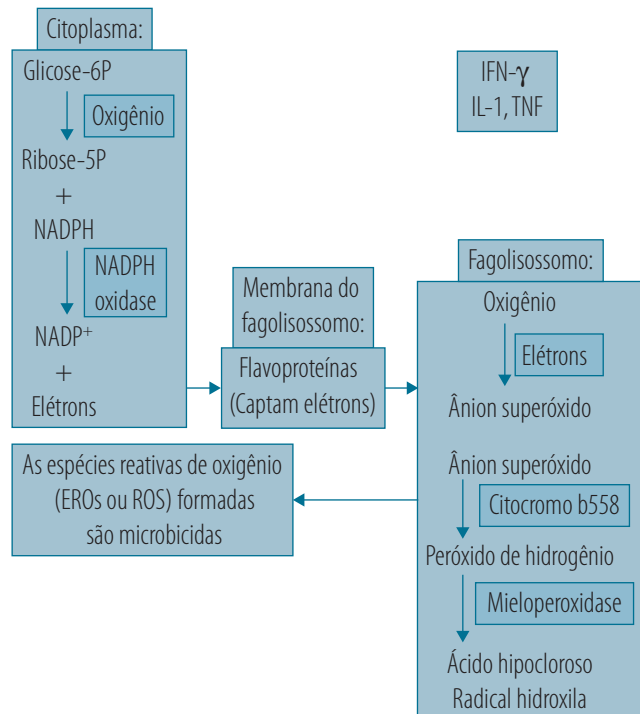 Citoplasma:
Glicose-6P
Oxigênio
Ribose-5P
+
NADPH
NADPH
oxidase
NADP+
+
Elétrons
IFN-γ
IL-1, TNF
Membrana do
fagolisossomo:
Flavoproteínas
(Captam elétrons)
Fagolisossomo:
Oxigênio
Elétrons
Ânion superóxido
Ânion superóxido
Citocromo b558
Peróxido de hidrogênio
Mieloperoxidase
Ácido hipocloroso
Radical hidroxila
As espécies reativas de oxigênio
(EROs ou ROS) formadas
são microbicidas